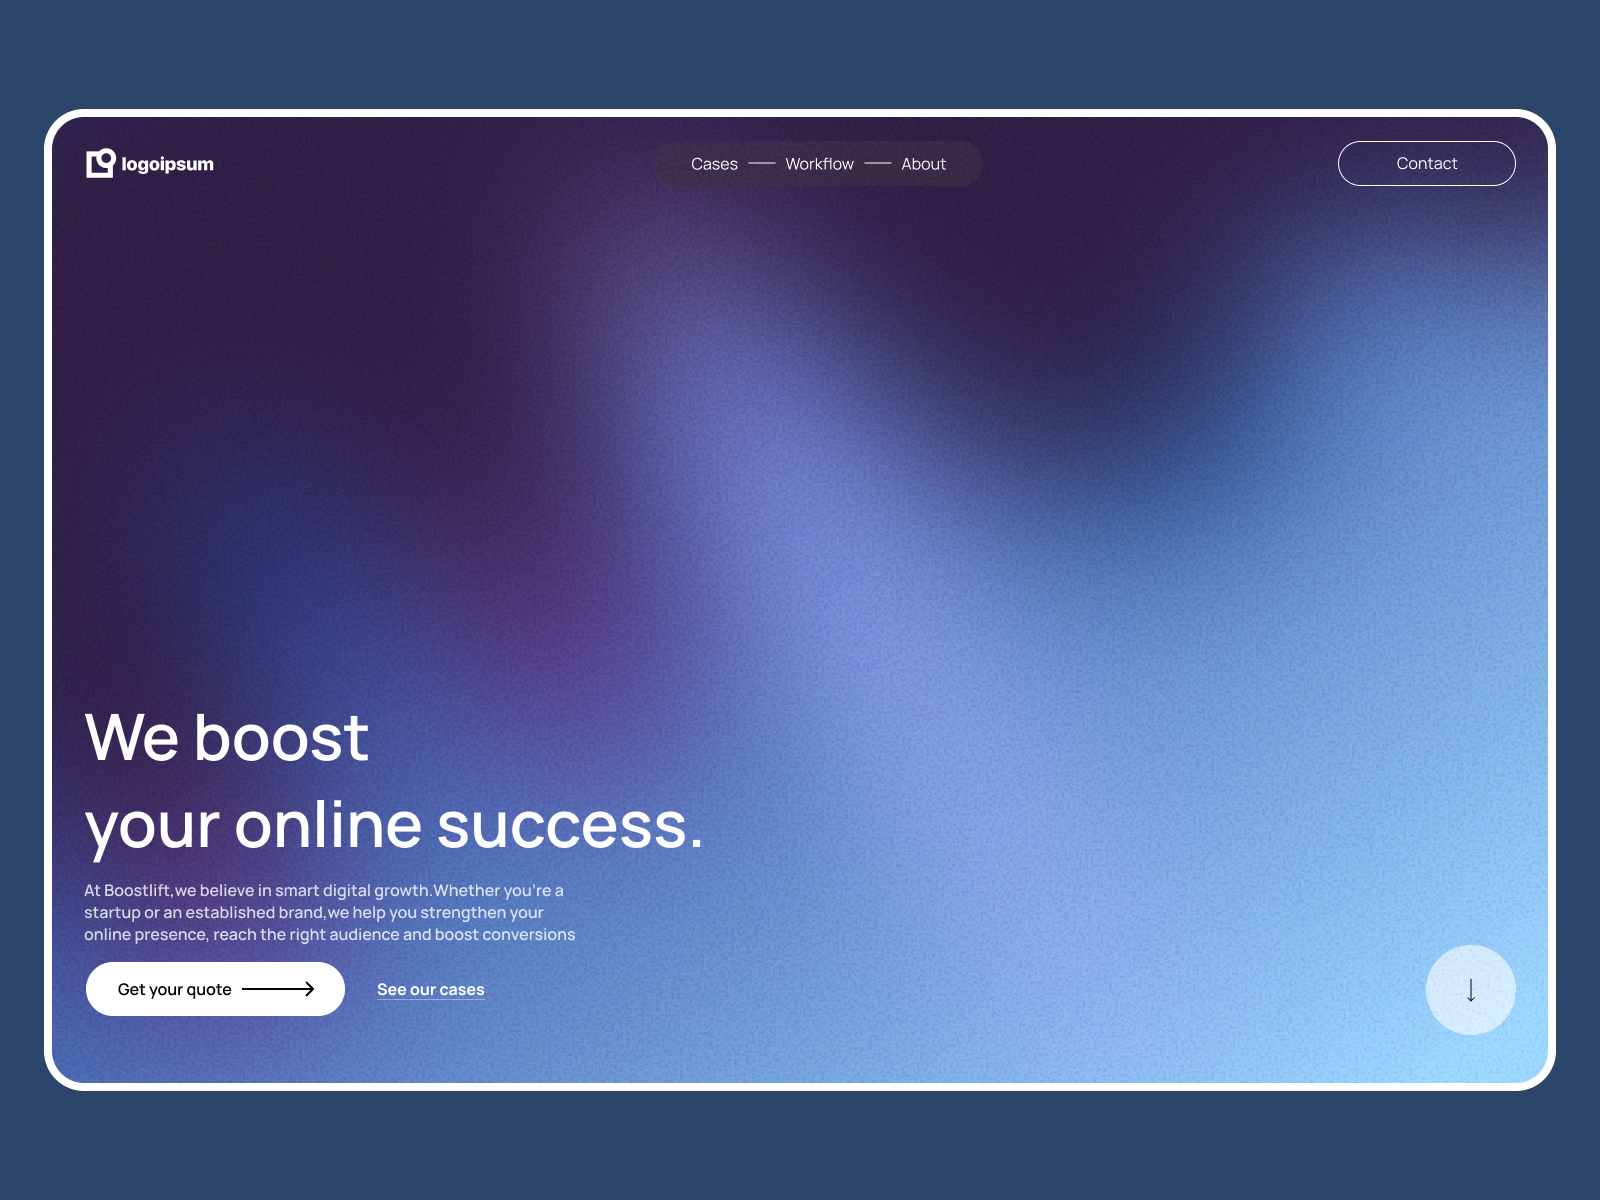 logoipsum
Cases — Workflow — About
Contact
We boost
your online success.
At Boostlift,we believe in smart digital growth.Whether you're a
startup or an established brand,we help you strengthen your
online presence, reach the right audience and boost conversions
Get your quote
See our cases